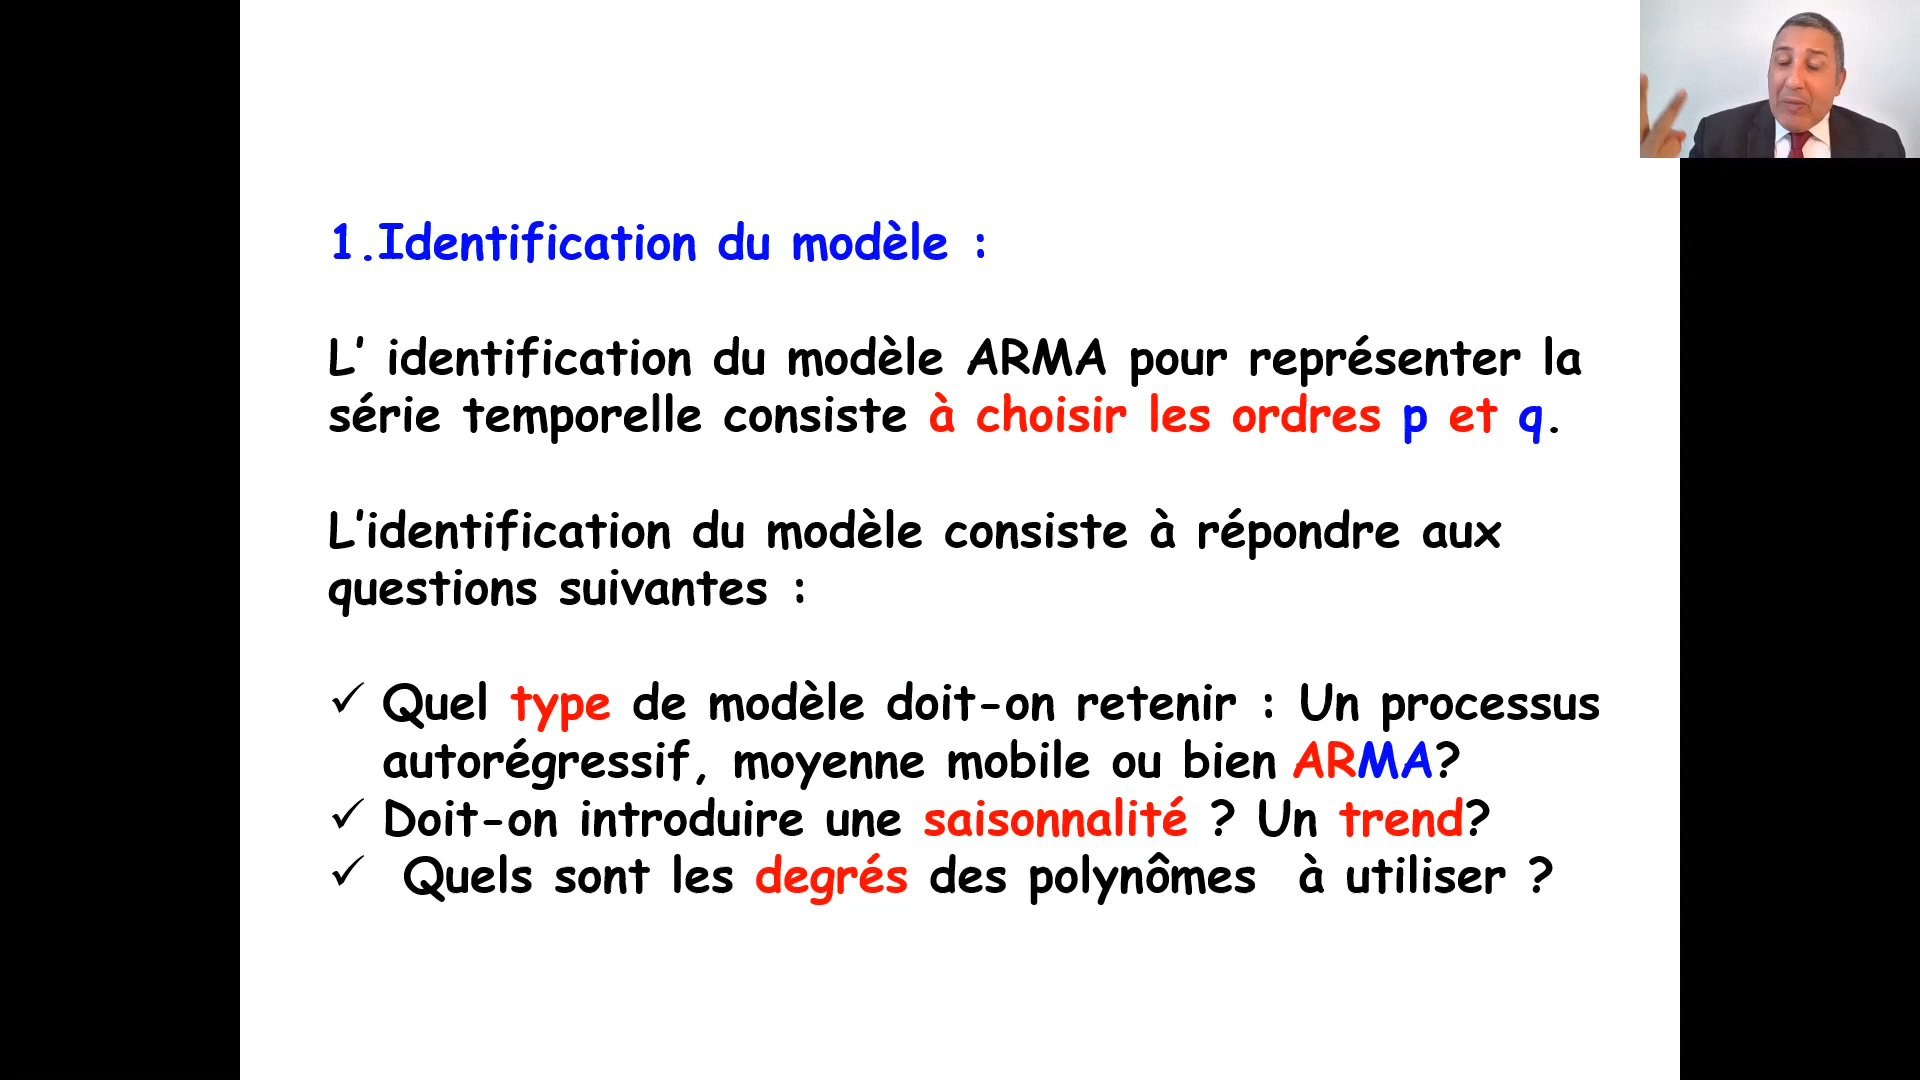 1.Identification du modèle :
L' identification du modèle ARMA pour représenter la
série temporelle consiste à choisir les ordres p et q.
L'identification du modèle consiste à répondre aux
questions suivantes :
✓ Quel type de modèle doit-on retenir : Un processus
autorégressif, moyenne mobile ou bien ARMA?
✓ Doit-on introduire une saisonnalité ? Un trend?
✓ Quels sont les degrés des polynômes à utiliser ?